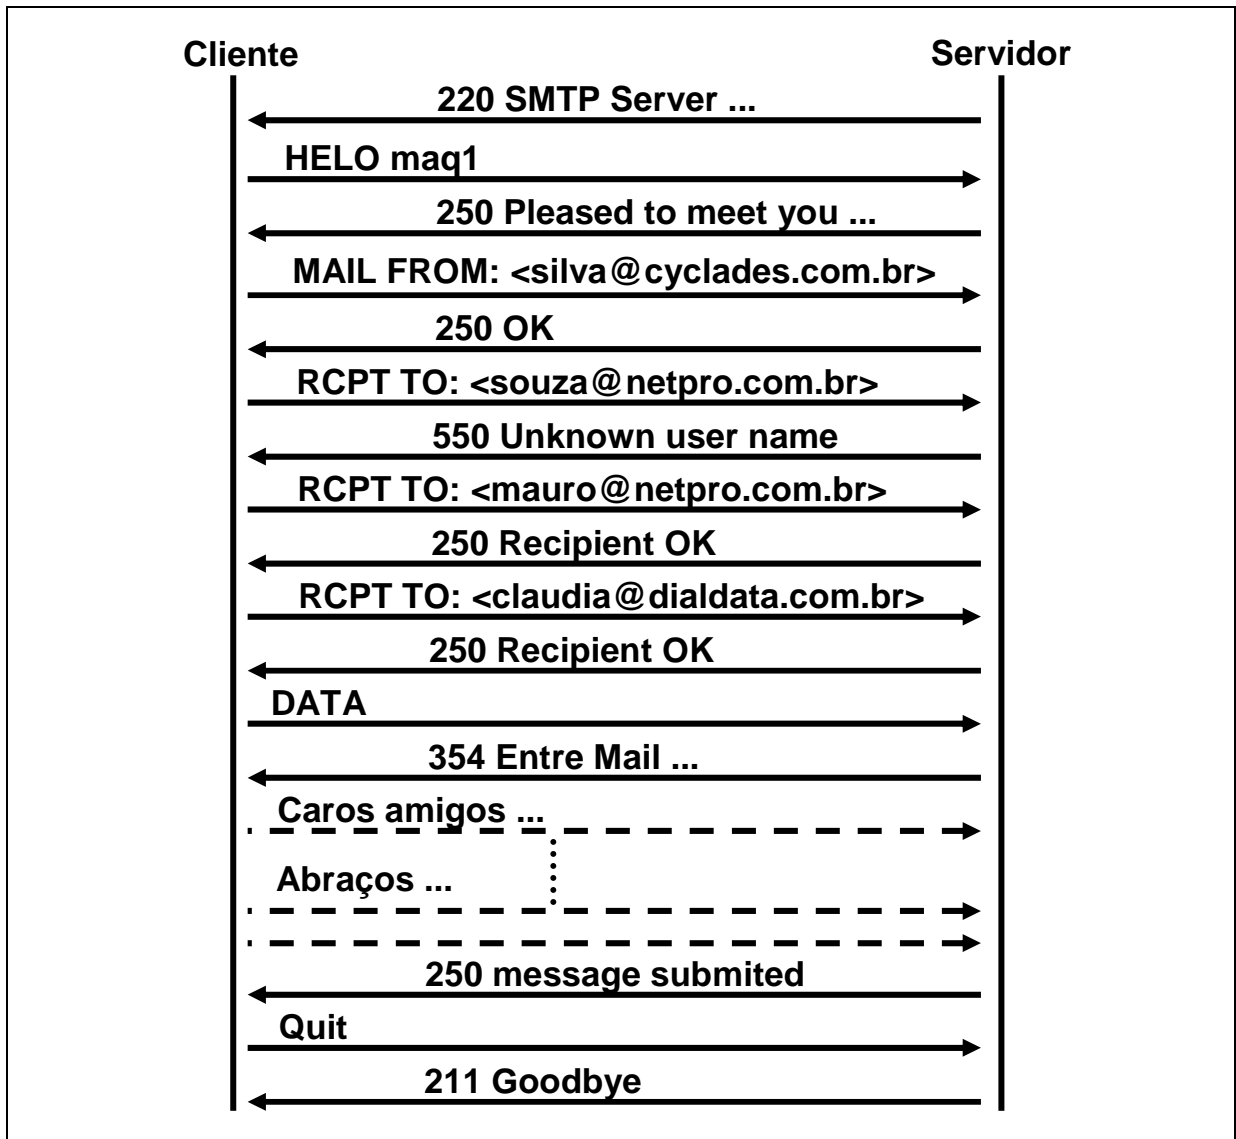 Cliente Servidor
220 SMTP Server ...
HELO maq1
250 Pleased to meet you ...
MAIL FROM: <silva@cyclades.com.br>
250 OK
RCPT TO: <souza@netpro.com.br>
550 Unknown user name
RCPT TO: <mauro@netpro.com.br>
250 Recipient OK
RCPT TO: <claudia@dialdata.com.br>
250 Recipient OK
DATA
354 Entre Mail ...
Caros amigos ...
Abraços ...
250 message submited
Quit
211 Goodbye